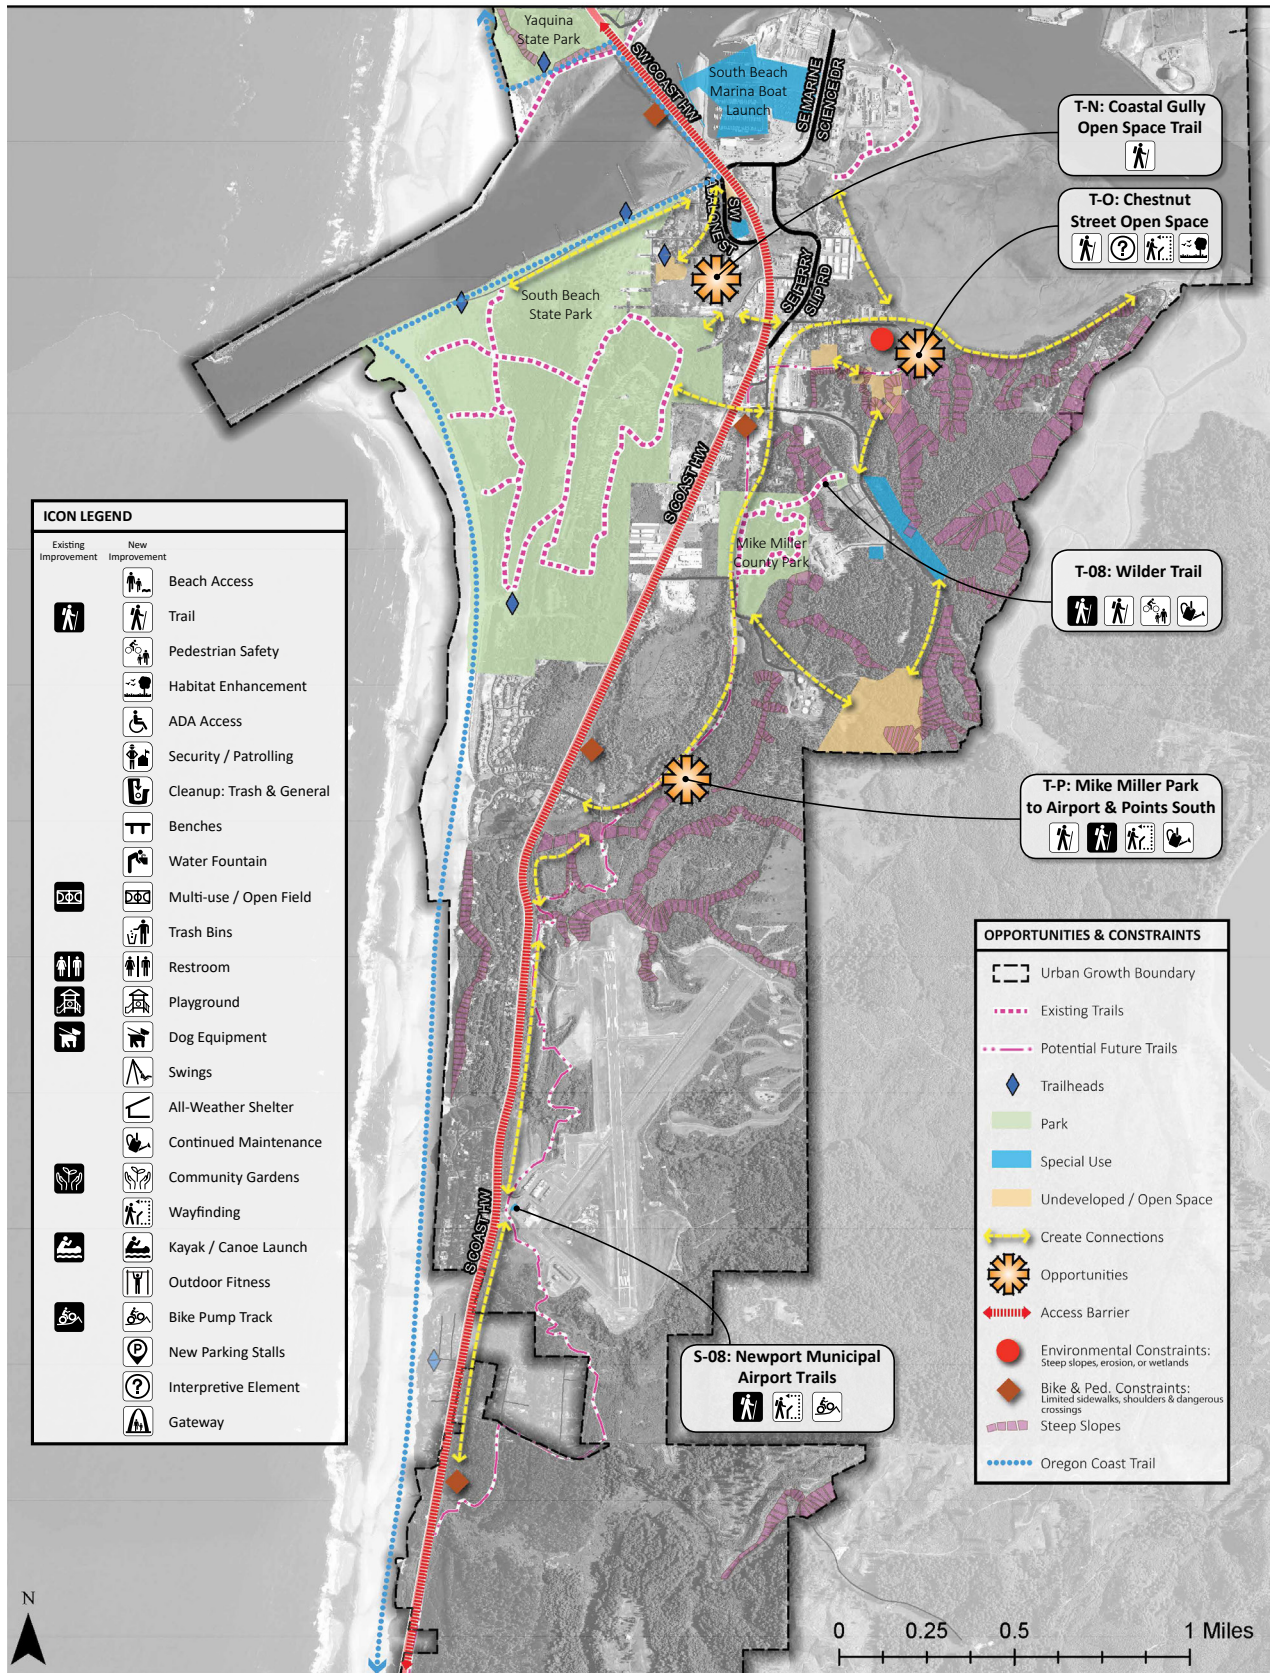 Yaquina
State Park
SW COAST HW
South Beach
Marina Boat
Launch
SE MARINE
SCIENCE DR
T-N: Coastal Gully
Open Space Trail
T-O: Chestnut
Street Open Space
SW
ABALONE ST
SE FERRY
SLIP RD
South Beach
State Park
S COAST HW
Mike Miller
County Park
T-08: Wilder Trail
T-P: Mike Miller Park
to Airport & Points South
ICON LEGEND
Existing
Improvement
New
Improvement
Beach Access
Trail
Pedestrian Safety
Habitat Enhancement
ADA Access
Security / Patrolling
Cleanup: Trash & General
Benches
Water Fountain
Multi-use / Open Field
Trash Bins
Restroom
Playground
Dog Equipment
Swings
All-Weather Shelter
Continued Maintenance
Community Gardens
Wayfinding
Kayak / Canoe Launch
Outdoor Fitness
Bike Pump Track
P
New Parking Stalls
?
Interpretive Element
Gateway
OPPORTUNITIES & CONSTRAINTS
Urban Growth Boundary
Existing Trails
Potential Future Trails
Trailheads
Park
Special Use
Undeveloped / Open Space
Create Connections
Opportunities
Access Barrier
Environmental Constraints:
Steep slopes, erosion, or wetlands
Bike & Ped. Constraints:
Limited sidewalks, shoulders & dangerous
crossings
Steep Slopes
Oregon Coast Trail
S COAST HW
S-08: Newport Municipal
Airport Trails
N
0 0.25 0.5 1 Miles